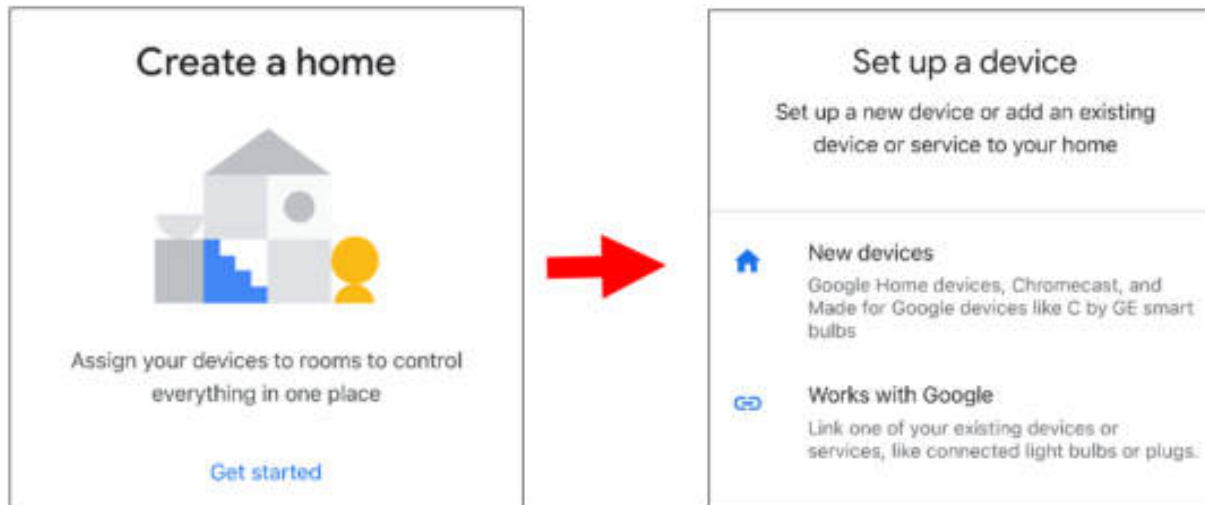 Create a home
Assign your devices to rooms to control
everything in one place
Get started
Set up a device
Set up a new device or add an existing
device or service to your home
New devices
Google Home devices, Chromecast, and
Made for Google devices like C by GE smart
bulbs
Works with Google
Link one of your existing devices or
services, like connected light bulbs or plugs.